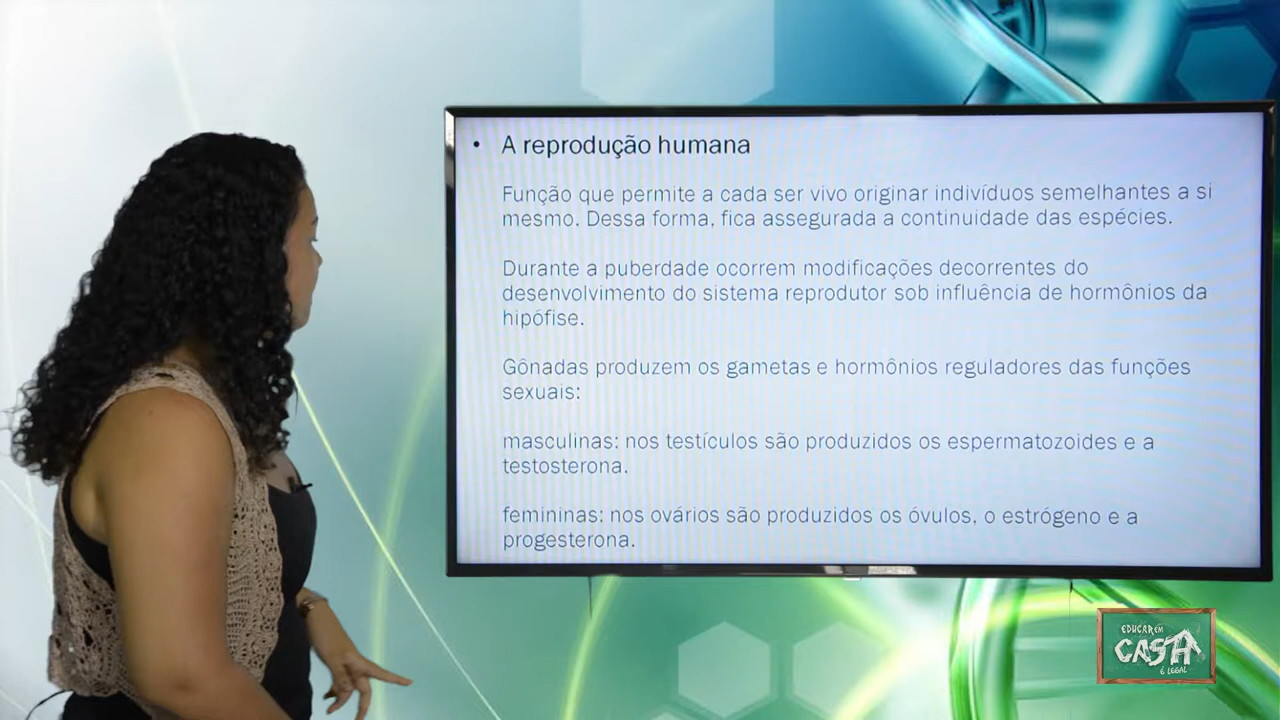 • A reprodução humana
Função que permite a cada ser vivo originar indivíduos semelhantes a si
mesmo. Dessa forma, fica assegurada a continuidade das espécies.
Durante a puberdade ocorrem modificações decorrentes do
desenvolvimento do sistema reprodutor sob influência de hormônios da
hipófise.
Gônadas produzem os gametas e hormônios reguladores das funções
sexuais:
masculinas: nos testículos são produzidos os espermatozoides e a
testosterona.
femininas: nos ovários são produzidos os óvulos, o estrógeno e a
progesterona.
EDUCAR EM
CASA
É LEGAL